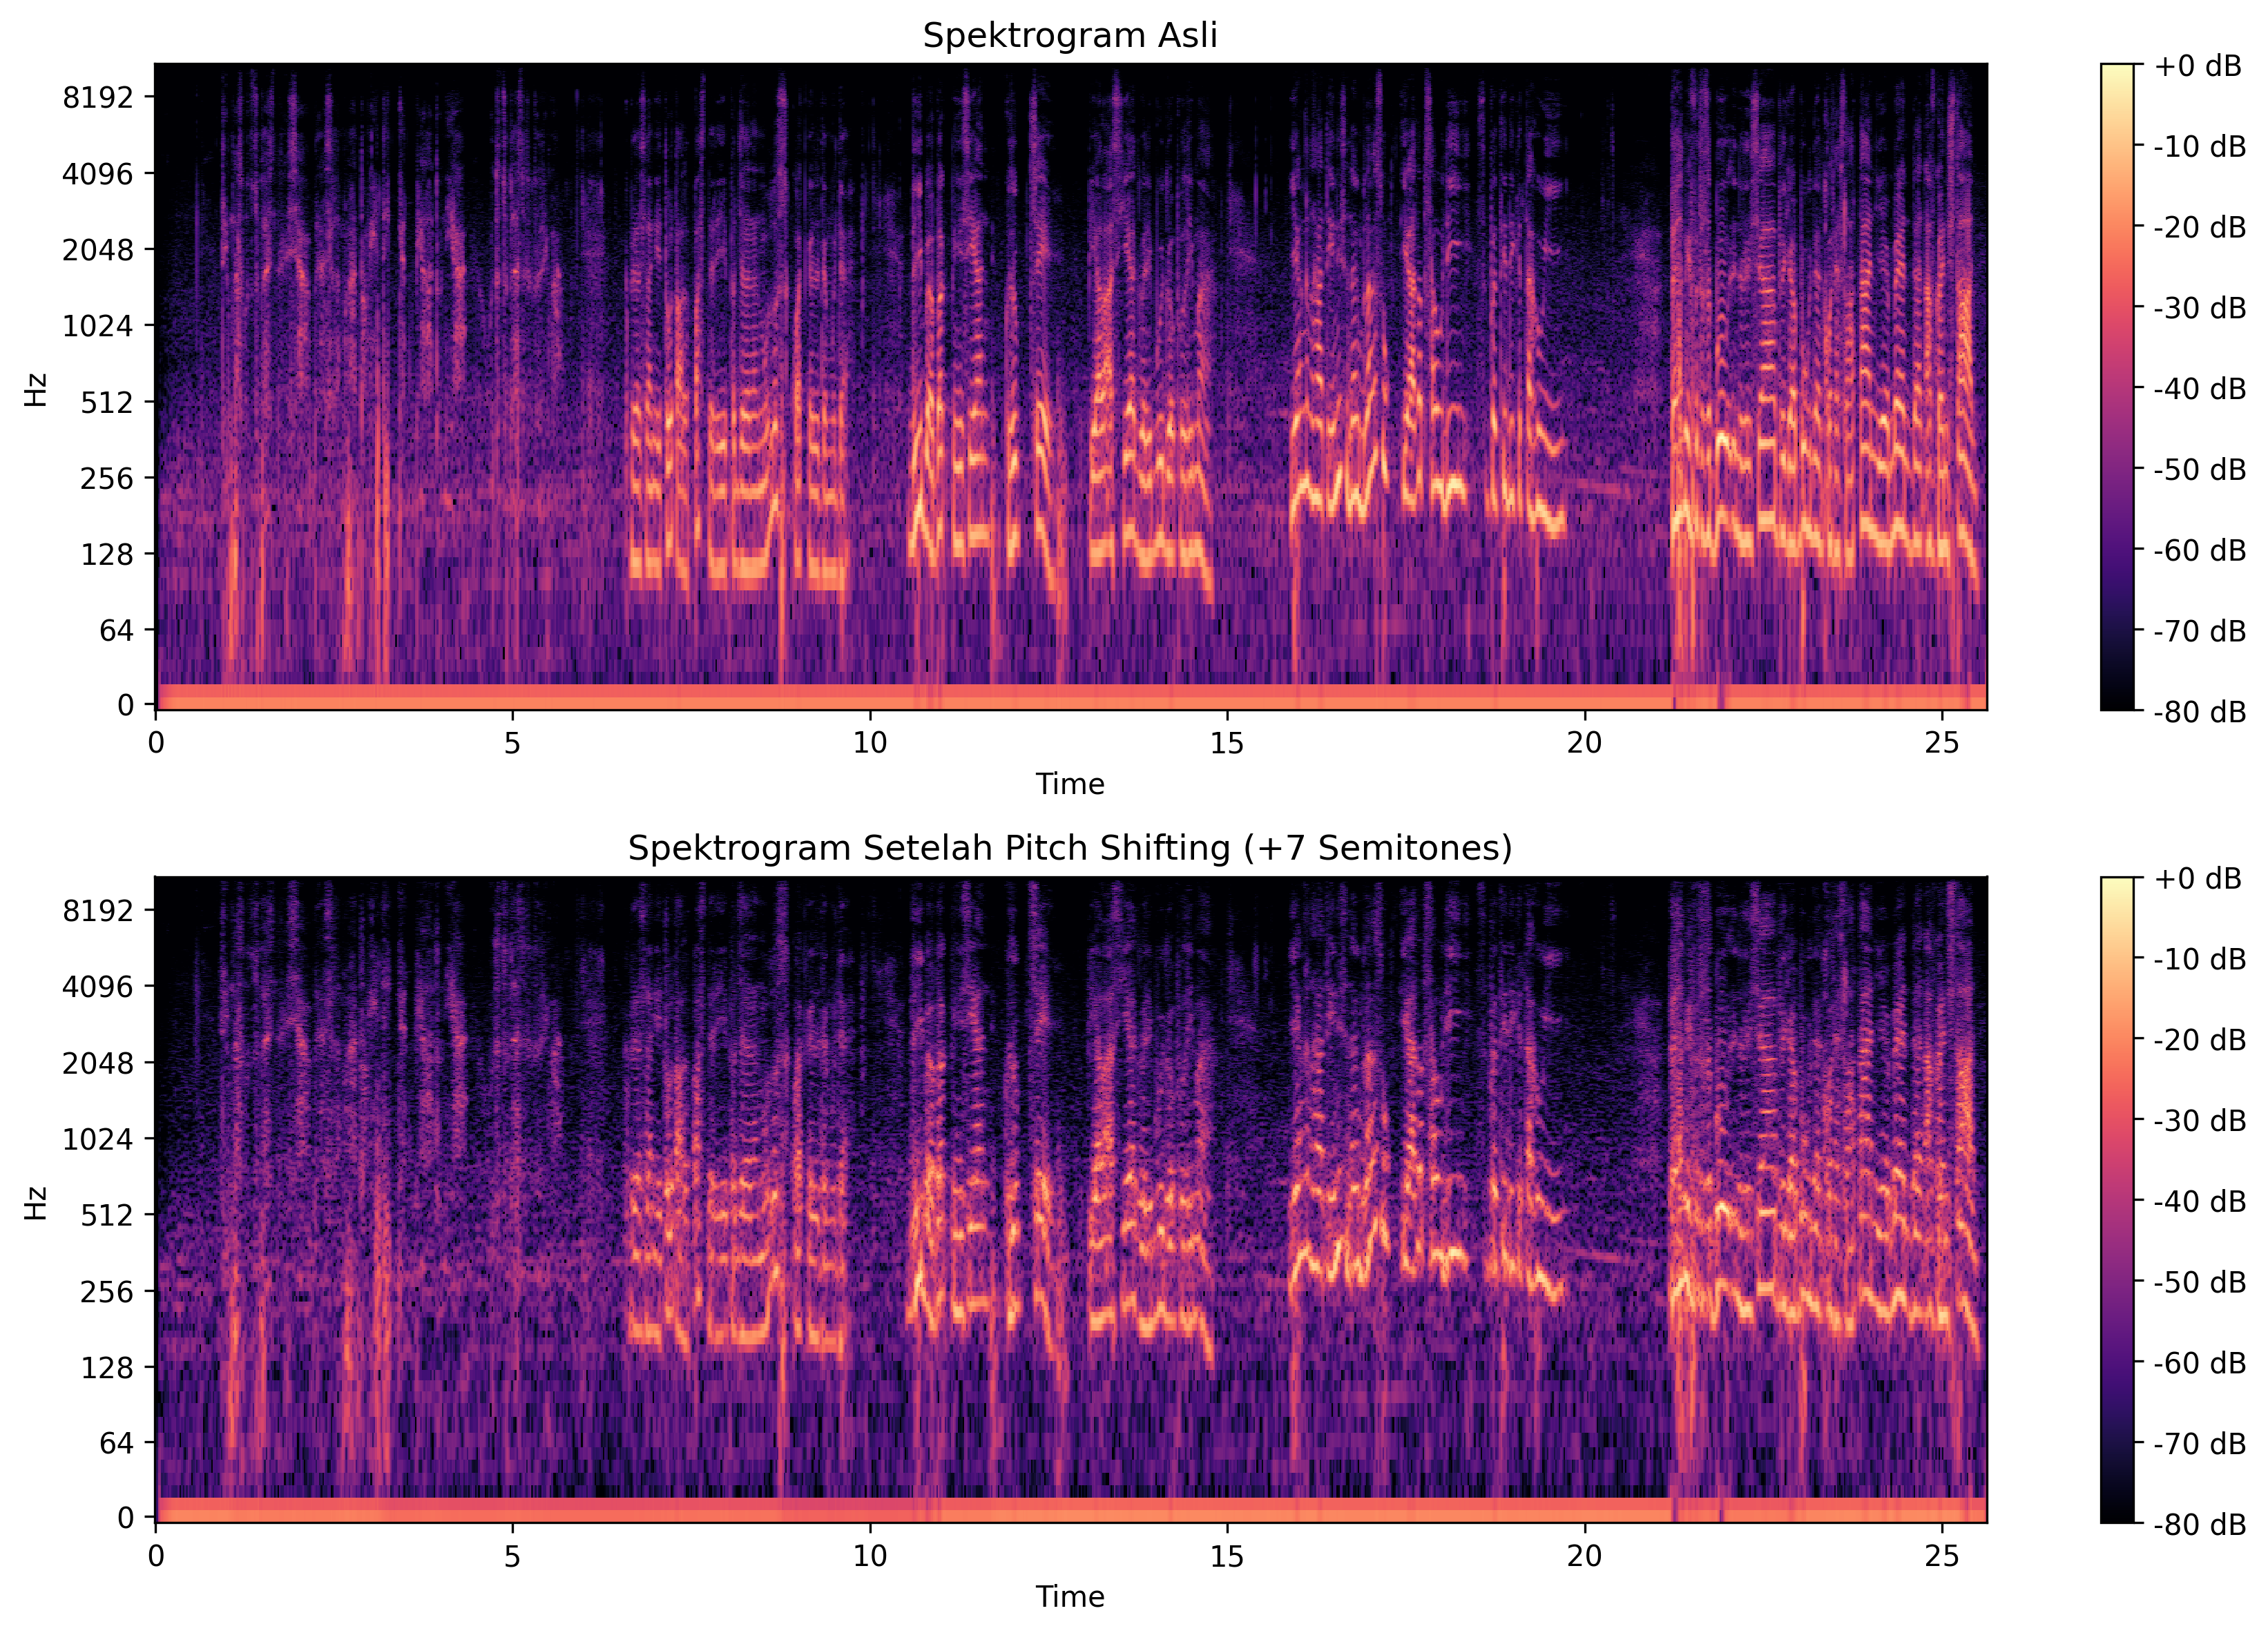 Spektrogram Asli
8192
4096
2048
1024
512
256
128
64
0
Hz
0 5 10 15 20 25
Time
+0 dB
-10 dB
-20 dB
-30 dB
-40 dB
-50 dB
-60 dB
-70 dB
-80 dB
Spektrogram Setelah Pitch Shifting (+7 Semitones)
8192
4096
2048
1024
512
256
128
64
0
Hz
0 5 10 15 20 25
Time
+0 dB
-10 dB
-20 dB
-30 dB
-40 dB
-50 dB
-60 dB
-70 dB
-80 dB